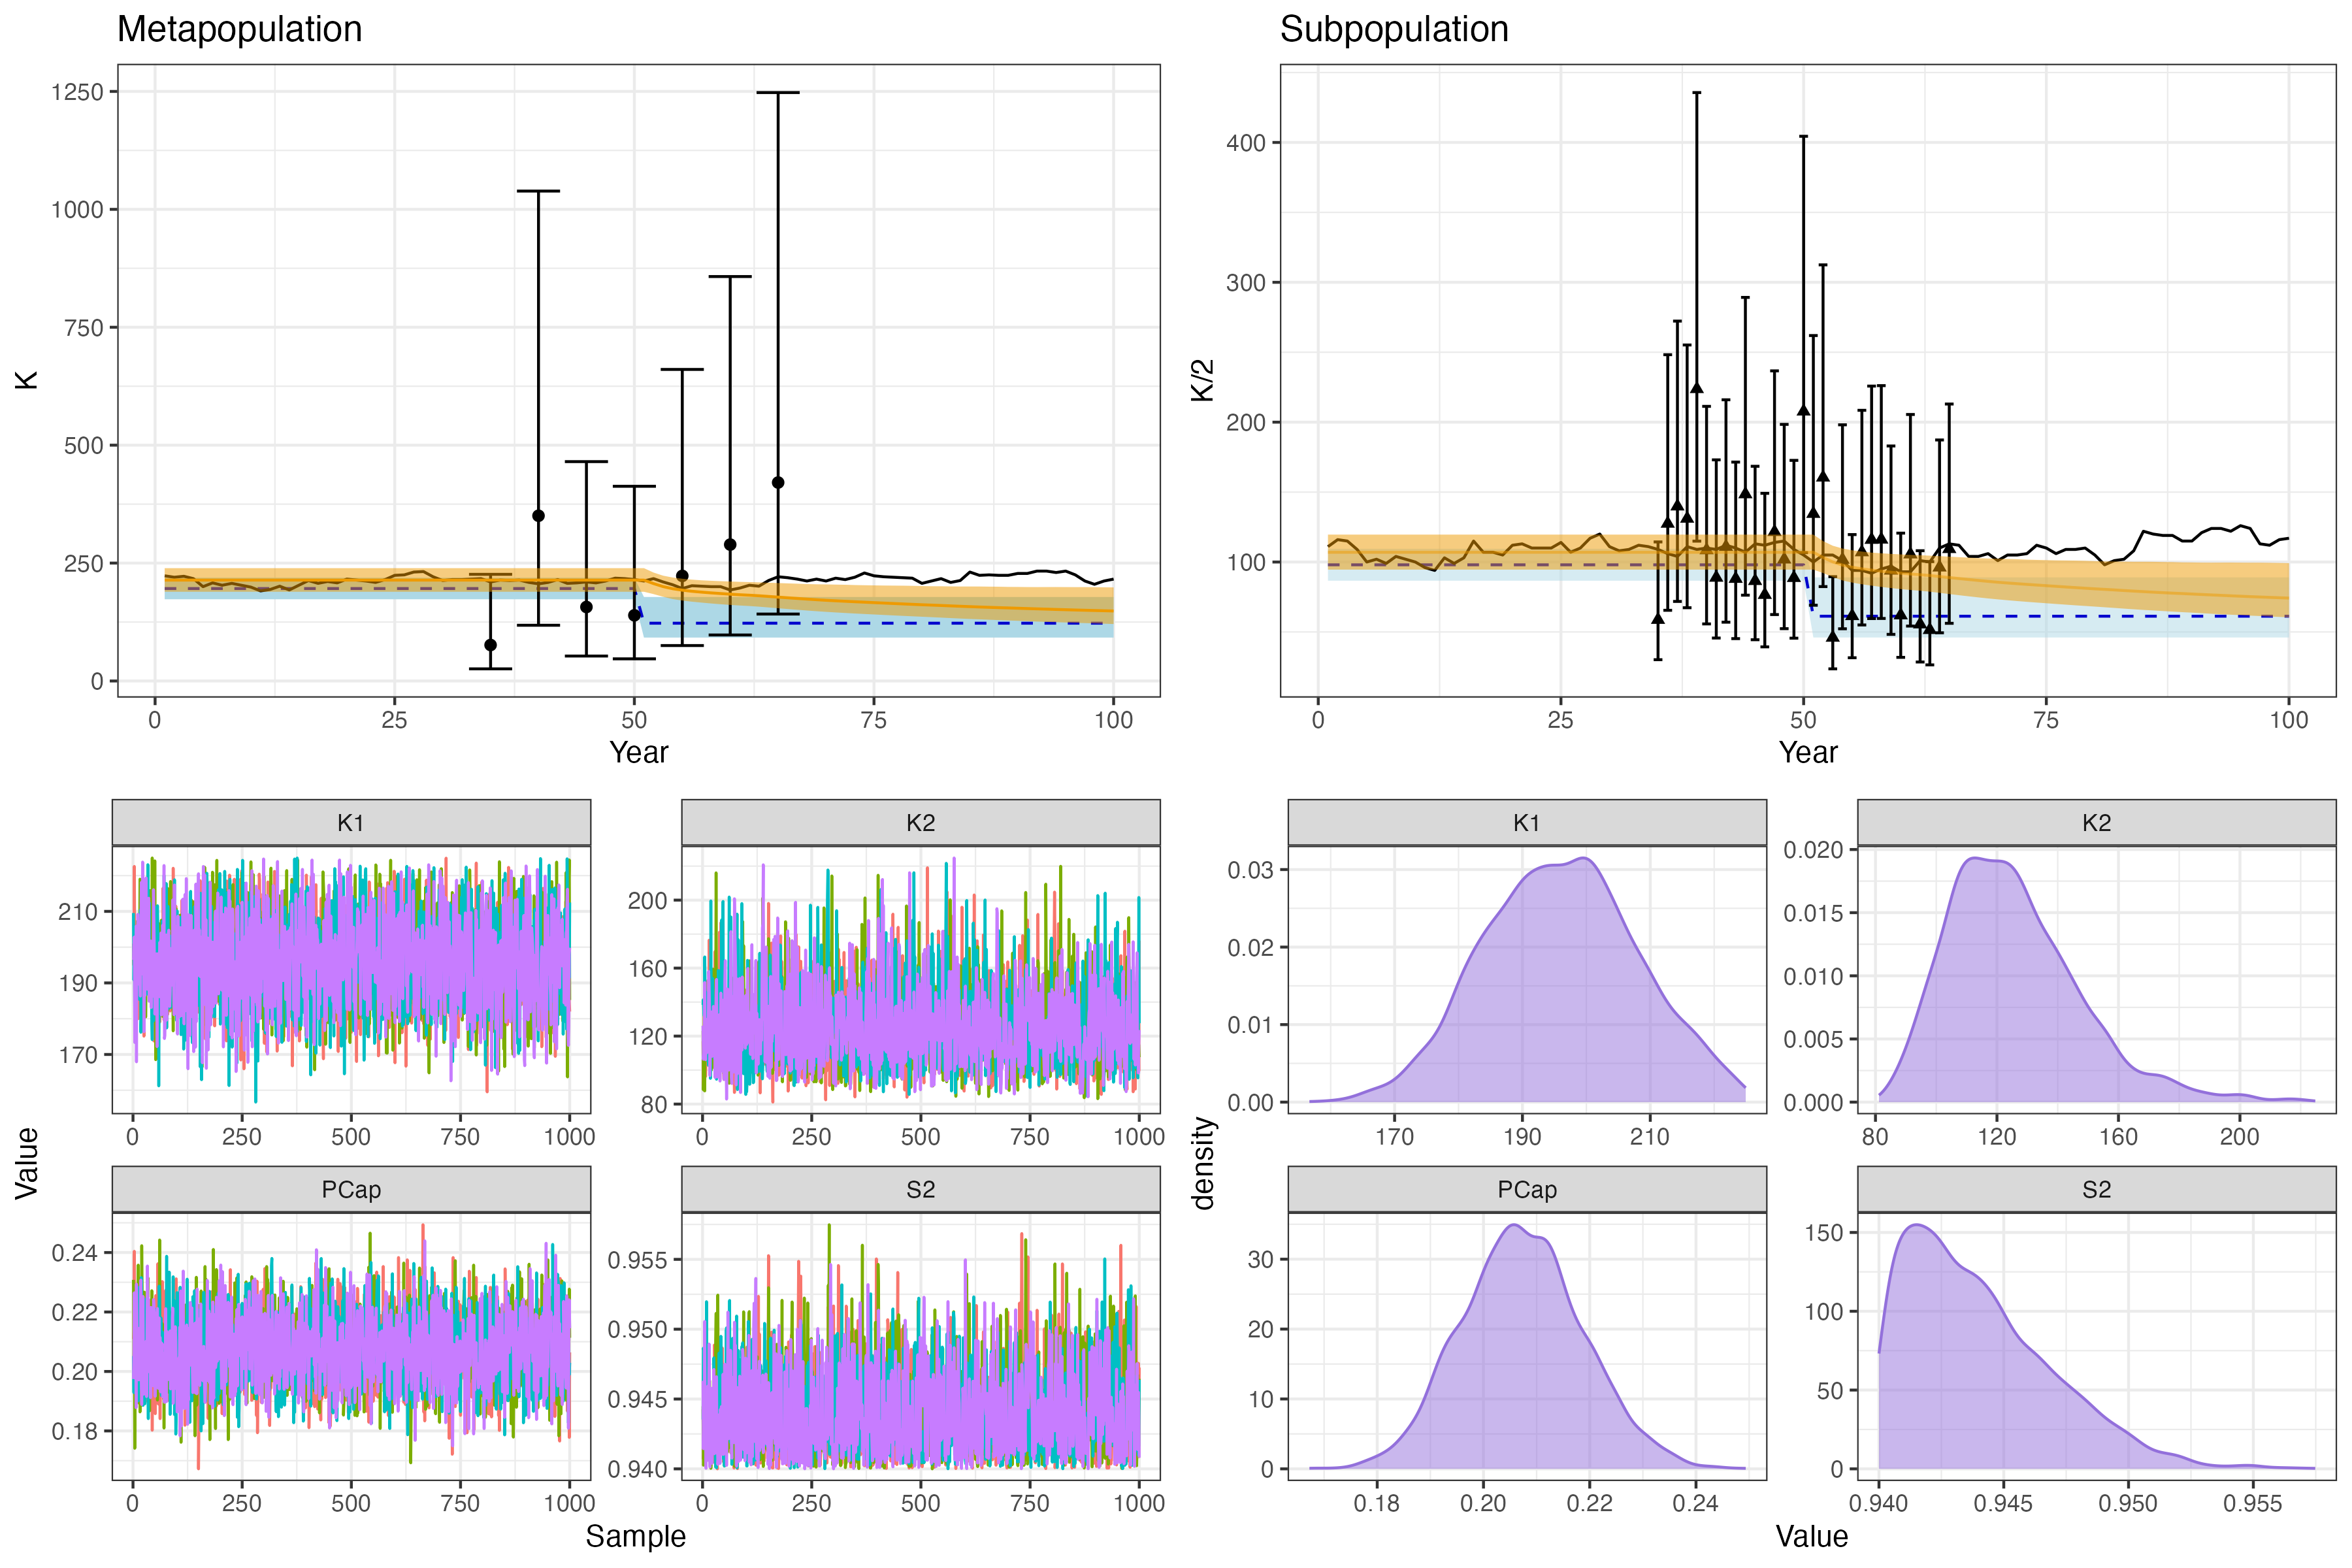 Metapopulation
1250
1000
750
500
250
0
K
0 25 50 75 100
Year
Subpopulation
400
300
200
100
K/2
0 25 50 75 100
Year
K1
210
190
170
0 250 500 750 1000
K2
200
160
120
80
0 250 500 750 1000
PCap
0.24
0.22
0.20
0.18
0 250 500 750 1000
S2
0.955
0.950
0.945
0.940
0 250 500 750 1000
Value
Sample
K1
0.03
0.02
0.01
0.00
170 190 210
K2
0.020
0.015
0.010
0.005
0.000
80 120 160 200
PCap
30
20
10
0
0.18 0.20 0.22 0.24
S2
150
100
50
0
0.940 0.945 0.950 0.955
density
Value